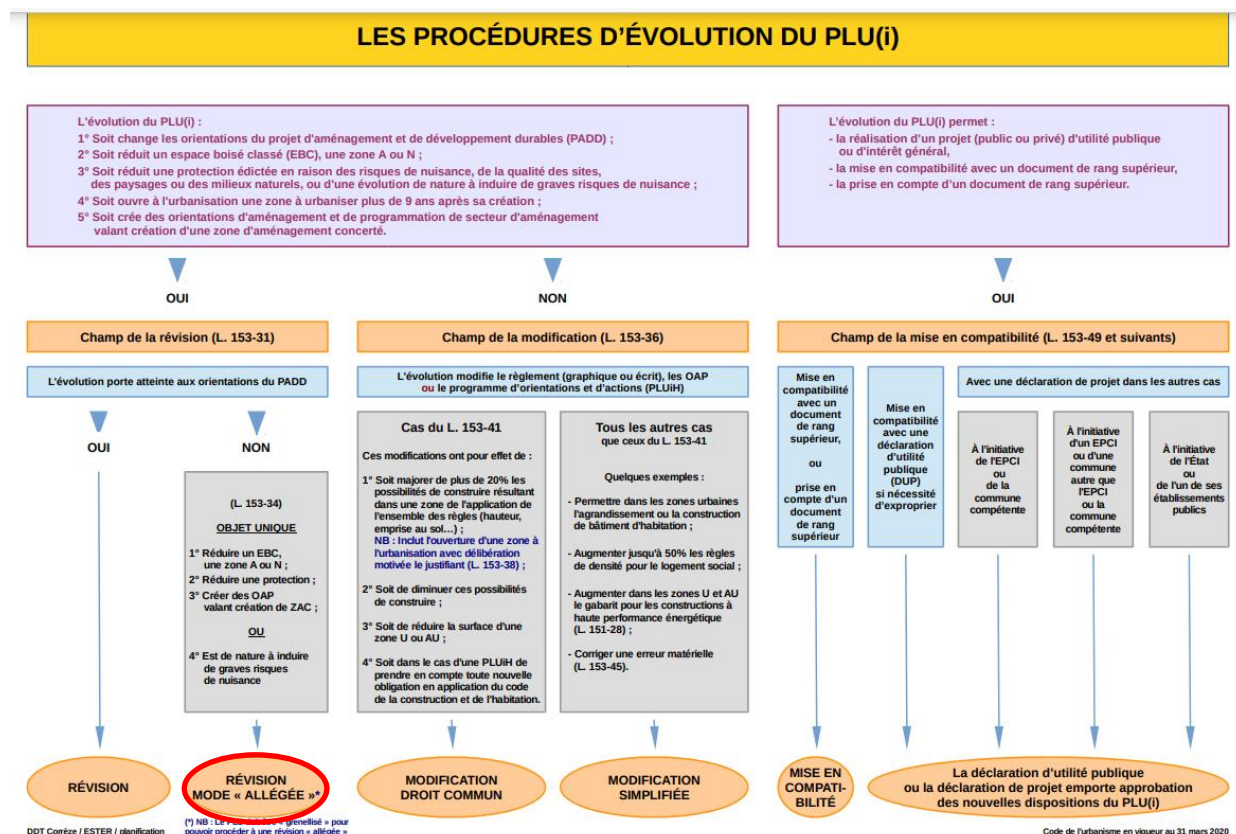 LES PROCÉDURES D'ÉVOLUTION DU PLU(i)
L'évolution du PLU(i) :
1° Soit change les orientations du projet d'aménagement et de développement durables (PADD) ;
2° Soit réduit un espace boisé classé (EBC), une zone A ou N ;
3° Soit réduit une protection édictée en raison des risques de nuisance, de la qualité des sites,
des paysages ou des milieux naturels, ou d'une évolution de nature à induire de graves risques de nuisance ;
4° Soit ouvre à l'urbanisation une zone à urbaniser plus de 9 ans après sa création ;
5° Soit crée des orientations d'aménagement et de programmation de secteur d'aménagement
valant création d'une zone d'aménagement concerté.
L'évolution du PLU(i) permet :
- la réalisation d'un projet (public ou privé) d'utilité publique
ou d'intérêt général,
- la mise en compatibilité avec un document de rang supérieur,
- la prise en compte d'un document de rang supérieur.
OUI
NON
OUI
Champ de la révision (L. 153-31)
Champ de la modification (L. 153-36)
Champ de la mise en compatibilité (L. 153-49 et suivants)
L'évolution porte atteinte aux orientations du PADD
OUI
NON
(L. 153-34)
OBJET UNIQUE
1° Réduire un EBC,
une zone A ou N ;
2° Réduire une protection ;
3° Créer des OAP
valant création de ZAC ;
OU
4° Est de nature à induire
de graves risques
de nuisance
L'évolution modifie le règlement (graphique ou écrit), les OAP
ou le programme d'orientations et d'actions (PLUiH)
Cas du L. 153-41
Ces modifications ont pour effet de :
1° Soit majorer de plus de 20% les
possibilités de construire résultant
dans une zone de l'application de
l'ensemble des règles (hauteur,
emprise au sol...) ;
NB : Inclut l'ouverture d'une zone à
l'urbanisation avec délibération
motivée le justifiant (L. 153-38) ;
2° Soit de diminuer ces possibilités
de construire ;
3° Soit de réduire la surface d'une
zone U ou AU ;
4° Soit dans le cas d'une PLUiH de
prendre en compte toute nouvelle
obligation en application du code
de la construction et de l'habitation.
Tous les autres cas
que ceux du L. 153-41
Quelques exemples :
- Permettre dans les zones urbaines
l'agrandissement ou la construction
de bâtiment d'habitation ;
- Augmenter jusqu'à 50% les règles
de densité pour le logement social ;
- Augmenter dans les zones U et AU
le gabarit pour les constructions à
haute performance énergétique
(L. 151-28) ;
- Corriger une erreur matérielle
(L. 153-45).
Mise en
compatibilité
avec un
document
de rang
supérieur,
ou
prise en
compte d'un
document
de rang
supérieur
Mise en
compatibilité
avec une
déclaration
d'utilité
publique
(DUP)
si nécessité
d'exproprier
Avec une déclaration de projet dans les autres cas
À l'initiative
de l'EPCI
ou
de la
commune
compétente
À l'initiative
d'un EPCI
ou d'une
commune
autre que
l'EPCI
ou la
commune
compétente
À l'initiative
de l'État
ou
de l'un de ses
établissements
publics
RÉVISION
RÉVISION
MODE « ALLÉGÉE »*
MODIFICATION
DROIT COMMUN
MODIFICATION
SIMPLIFIÉE
MISE EN
COMPATI-
BILITÉ
La déclaration d'utilité publique
ou la déclaration de projet emporte approbation
des nouvelles dispositions du PLU(i)
(*) NB : Le « grenellisé » pour
pouvoir procéder à une révision « allégée »
DDT Corrèze / ESTER / planification
Code de l'urbanisme en vigueur au 31 mars 2020